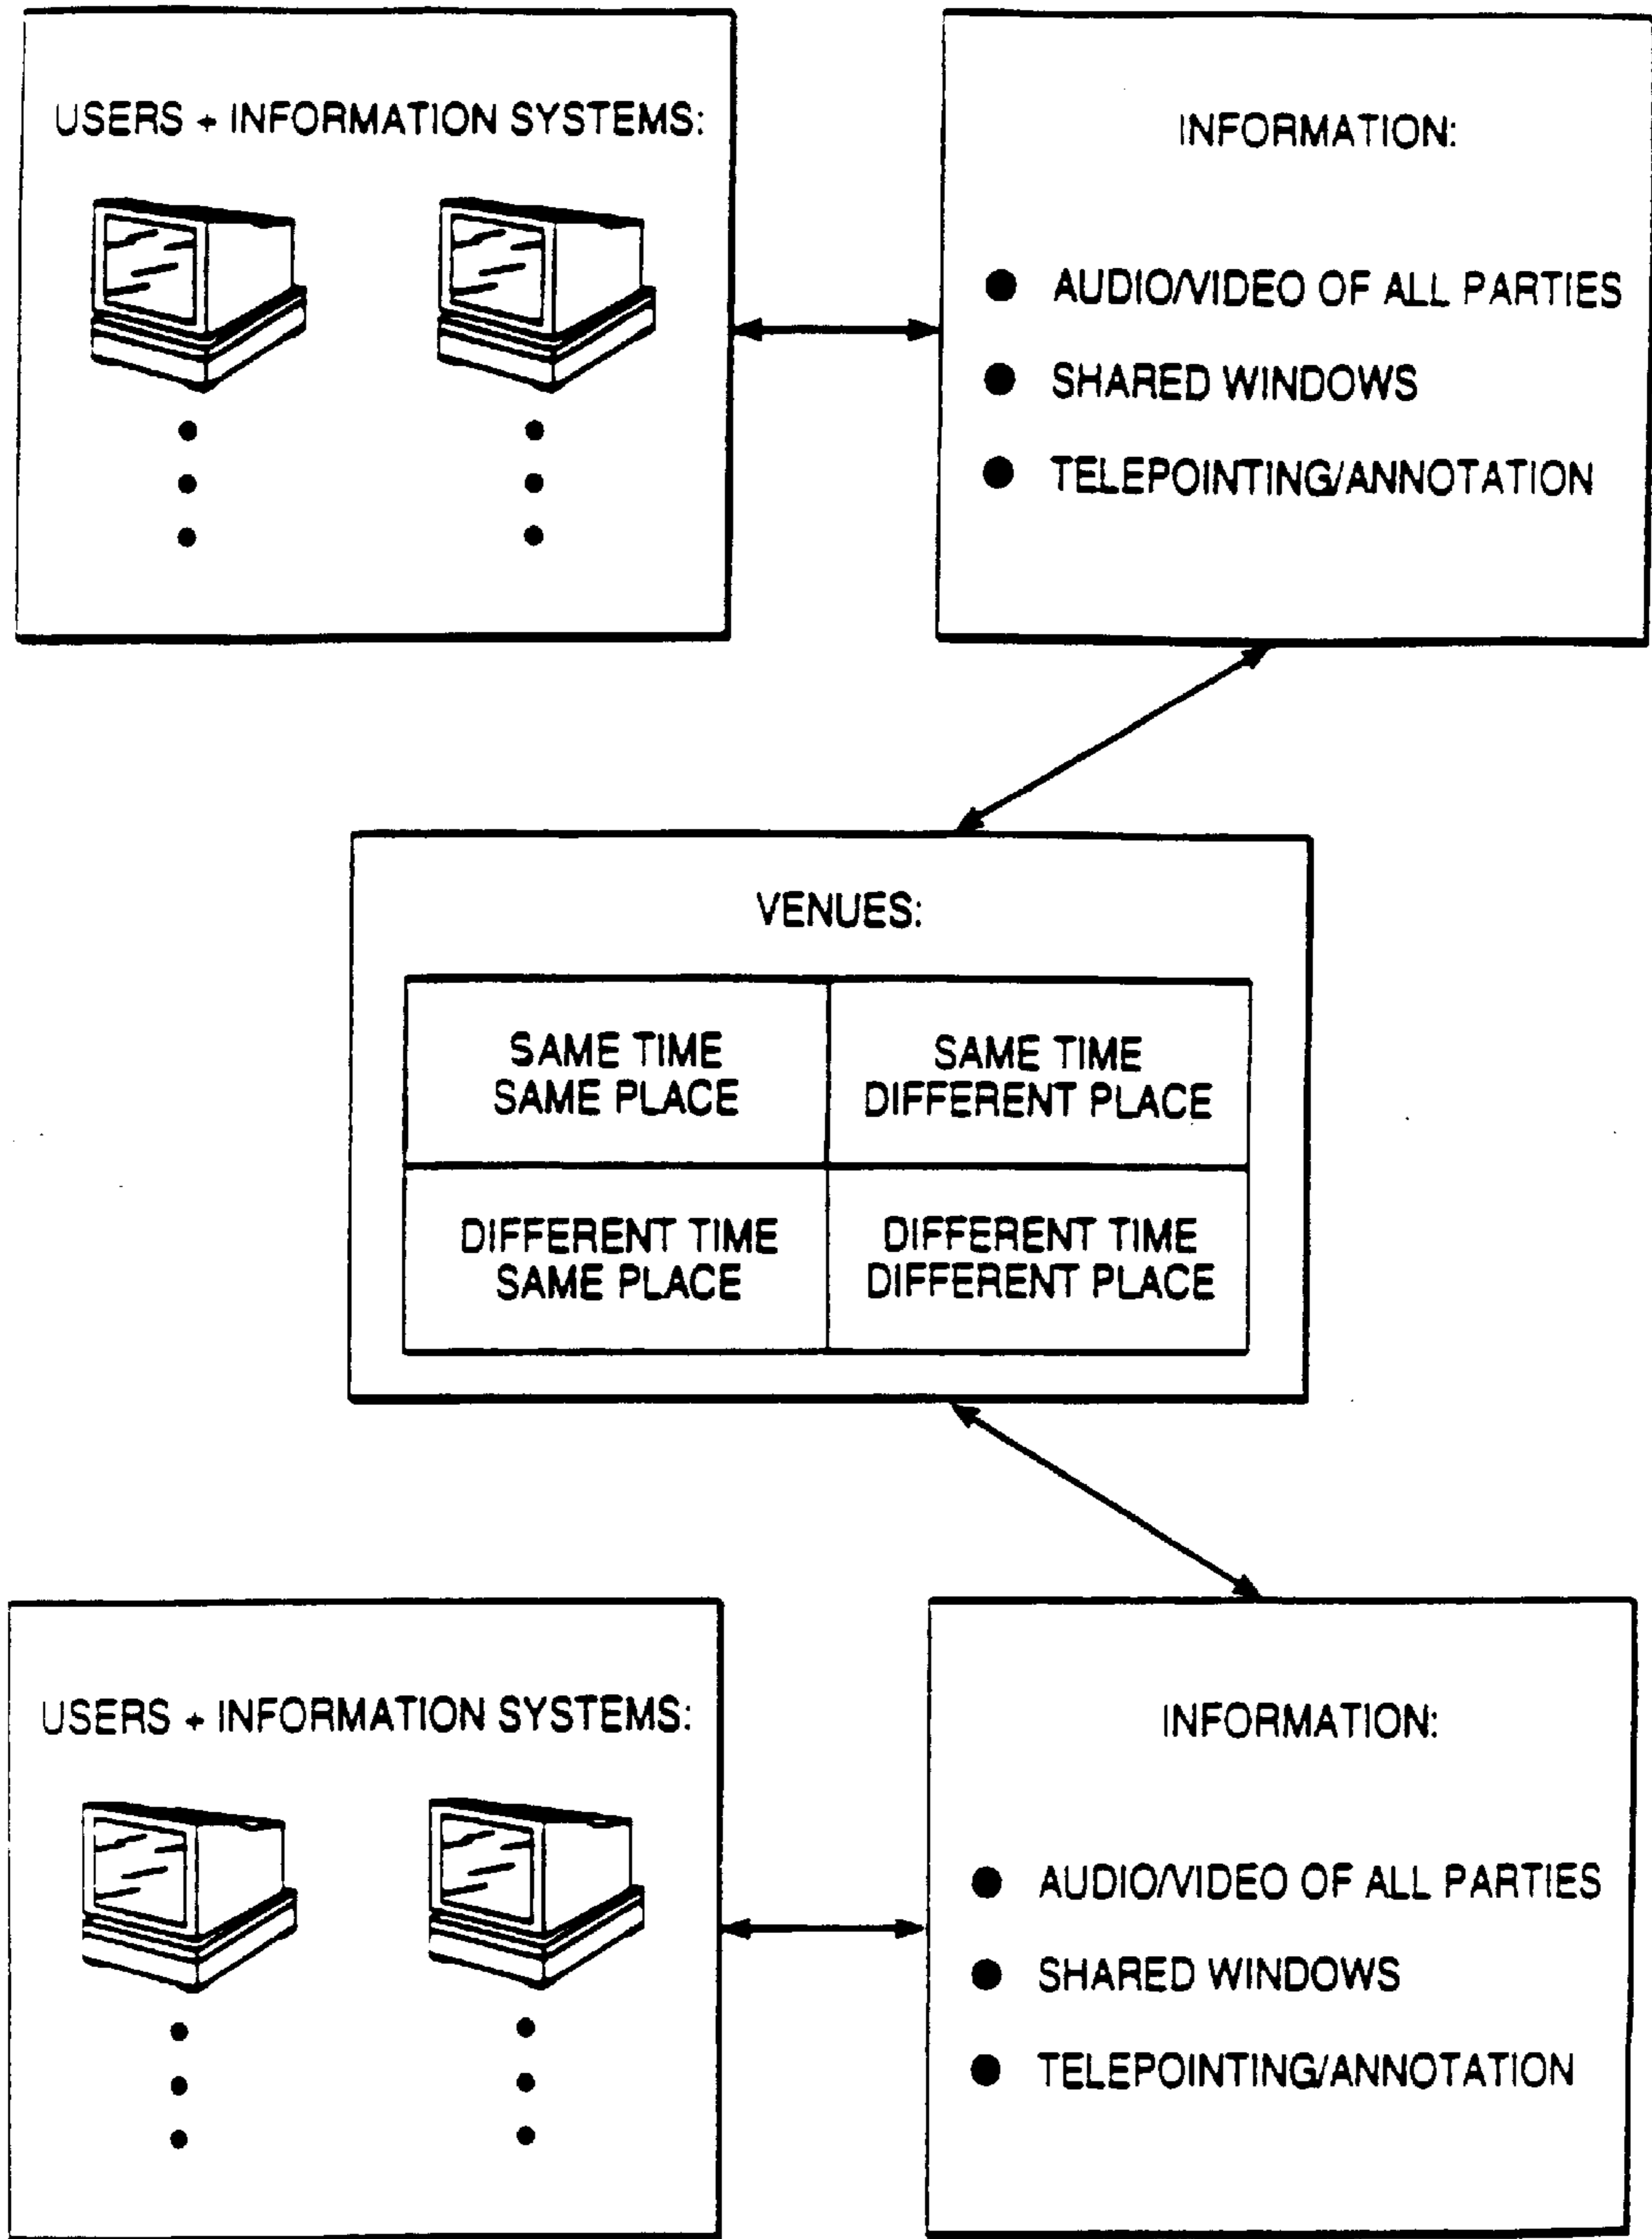 USERS + INFORMATION SYSTEMS:
INFORMATION:
● AUDIO/VIDEO OF ALL PARTIES
● SHARED WINDOWS
● TELEPOINTING/ANNOTATION
VENUES:
SAME TIME
SAME PLACE
SAME TIME
DIFFERENT PLACE
DIFFERENT TIME
SAME PLACE
DIFFERENT TIME
DIFFERENT PLACE
USERS + INFORMATION SYSTEMS:
INFORMATION:
● AUDIO/VIDEO OF ALL PARTIES
● SHARED WINDOWS
● TELEPOINTING/ANNOTATION